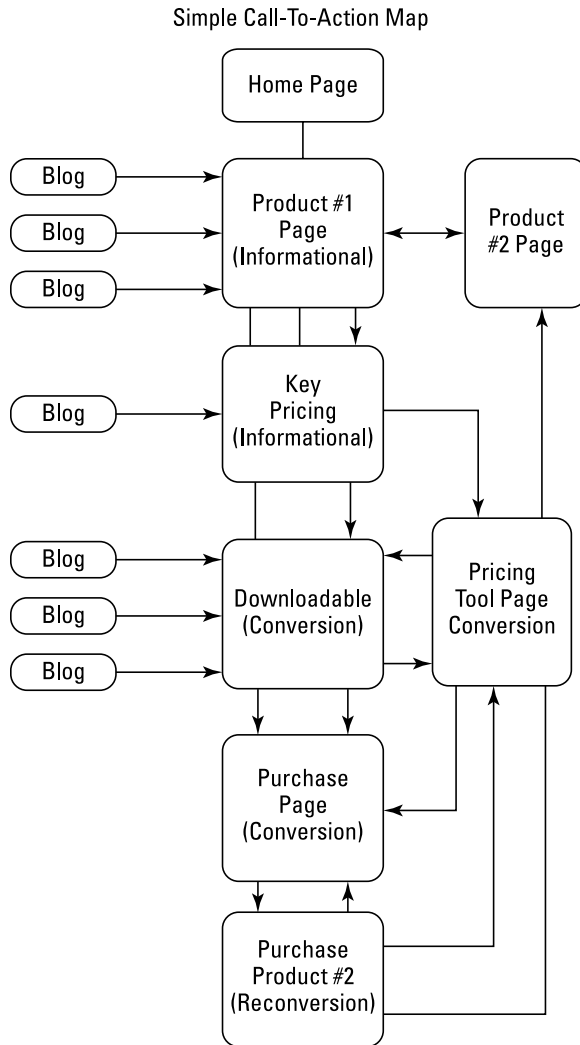 Simple Call-To-Action Map
Home Page
Blog
Blog
Blog
Product #1
Page
(Informational)
Product
#2 Page
Blog
Key
Pricing
(Informational)
Blog
Blog
Blog
Downloadable
(Conversion)
Pricing
Tool Page
Conversion
Purchase
Page
(Conversion)
Purchase
Product #2
(Reconversion)